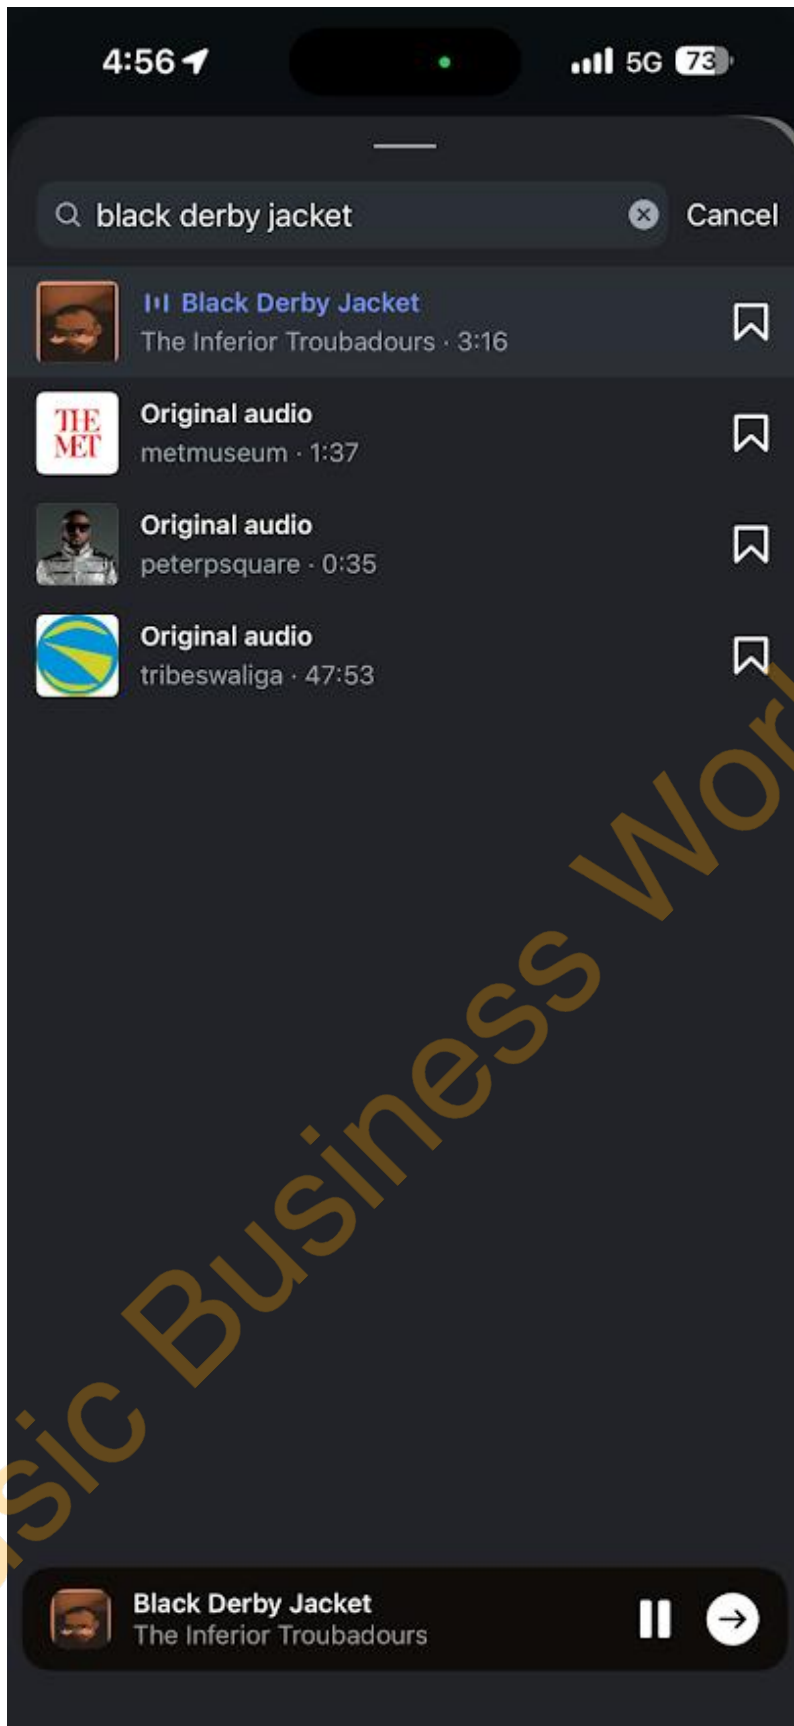 4:56
5G 73
black derby jacket
Cancel
Black Derby Jacket
The Inferior Troubadours · 3:16
THE
MET
Original audio
metmuseum · 1:37
Original audio
peterpsquare · 0:35
Original audio
tribeswaliga · 47:53
Business
Black Derby Jacket
The Inferior Troubadours